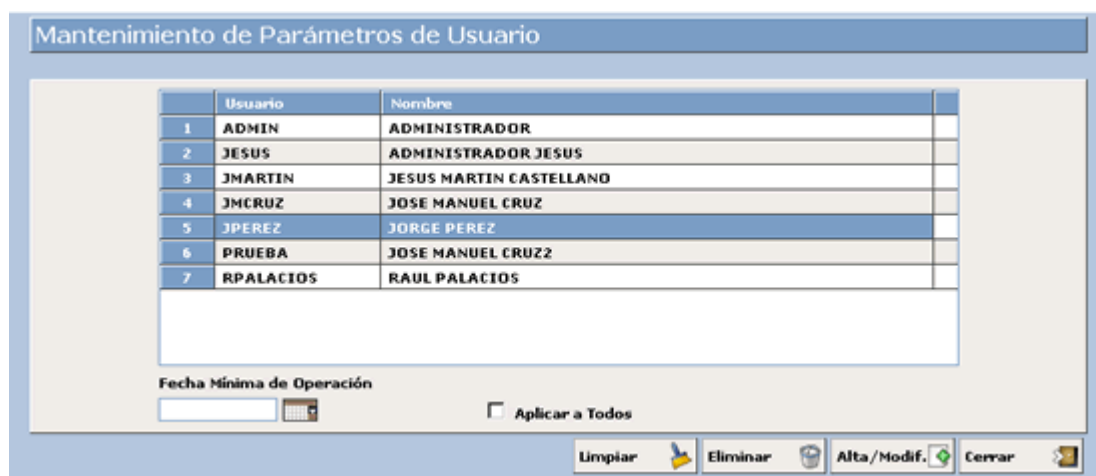 Mantenimiento de Parámetros de Usuario
Usuario Nombre
1 ADMIN ADMINISTRADOR
2 JESUS ADMINISTRADOR JESUS
3 JMARTIN JESUS MARTIN CASTELLANO
4 JMCRUZ JOSE MANUEL CRUZ
5 JPEREZ JORGE PEREZ
6 PRUEBA JOSE MANUEL CRUZ2
7 RPALACIOS RAUL PALACIOS
Fecha Mínima de Operación
Aplicar a Todos
Limpiar Eliminar Alta/Modif. Cerrar